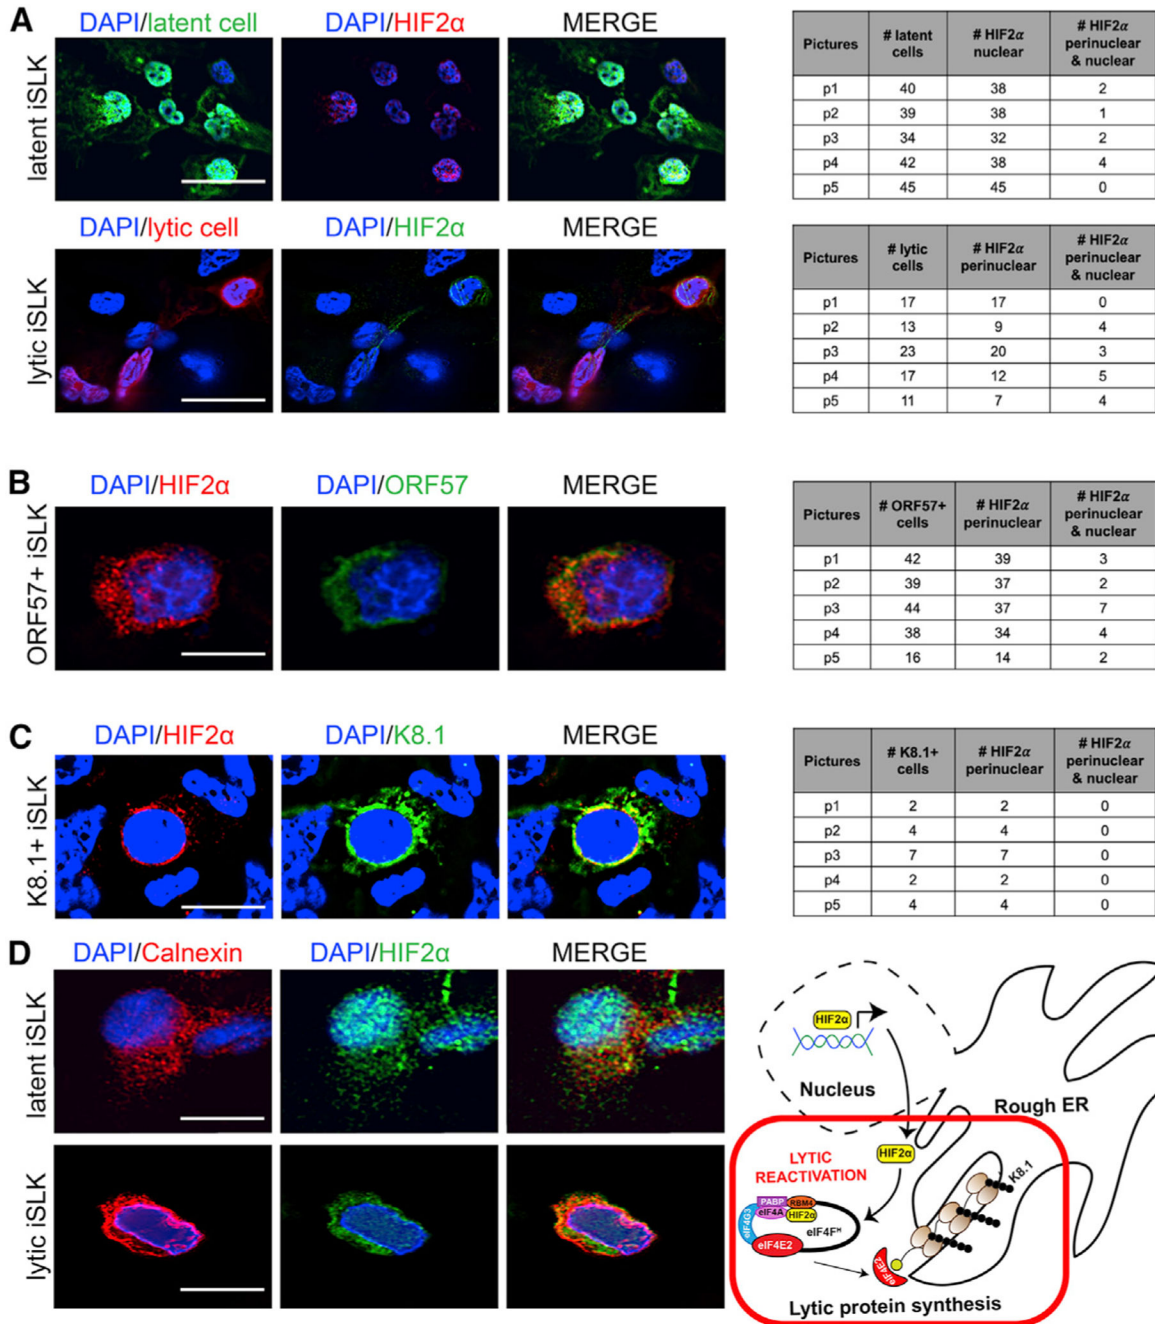 A
DAPI/latent cell
DAPI/HIF2α
MERGE
latent iSLK
Pictures # latent cells # HIF2α nuclear # HIF2α perinuclear & nuclear
p1 40 38 2
p2 39 38 1
p3 34 32 2
p4 42 38 4
p5 45 45 0
DAPI/lytic cell
DAPI/HIF2α
MERGE
lytic iSLK
Pictures # lytic cells # HIF2α perinuclear # HIF2α perinuclear & nuclear
p1 17 17 0
p2 13 9 4
p3 23 20 3
p4 17 12 5
p5 11 7 4
B
DAPI/HIF2α
DAPI/ORF57
MERGE
ORF57+ iSLK
Pictures # ORF57+ cells # HIF2α perinuclear # HIF2α perinuclear & nuclear
p1 42 39 3
p2 39 37 2
p3 44 37 7
p4 38 34 4
p5 16 14 2
C
DAPI/HIF2α
DAPI/K8.1
MERGE
K8.1+ iSLK
Pictures # K8.1+ cells # HIF2α perinuclear # HIF2α perinuclear & nuclear
p1 2 2 0
p2 4 4 0
p3 7 7 0
p4 2 2 0
p5 4 4 0
D
DAPI/Calnexin
DAPI/HIF2α
MERGE
latent iSLK
lytic iSLK
HIF2α
Nucleus
Rough ER
HIF2α
LYTIC
REACTIVATION
K8.1
PABP
RBM4
eIF4A
HIF2α
eIF4G3
eIF4Fᴴ
eIF4E2
eIF4E2
Lytic protein synthesis